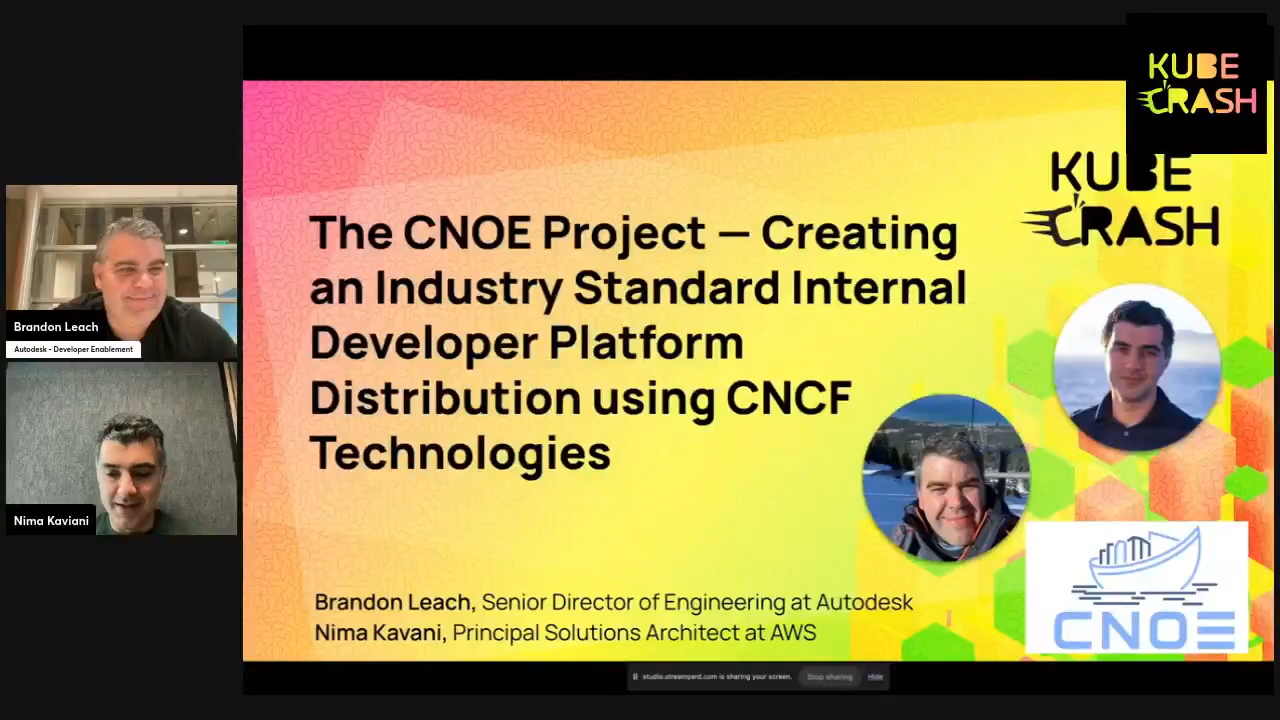 KUBE
CRASH
KUBE
CRASH
The CNOE Project — Creating
an Industry Standard Internal
Developer Platform
Distribution using CNCF
Technologies
Brandon Leach
Autodesk - Developer Enablement
Nima Kaviani
Brandon Leach, Senior Director of Engineering at Autodesk
Nima Kavani, Principal Solutions Architect at AWS
CNOE
studio.streamyard.com is sharing your screen.
Stop sharing
Hide